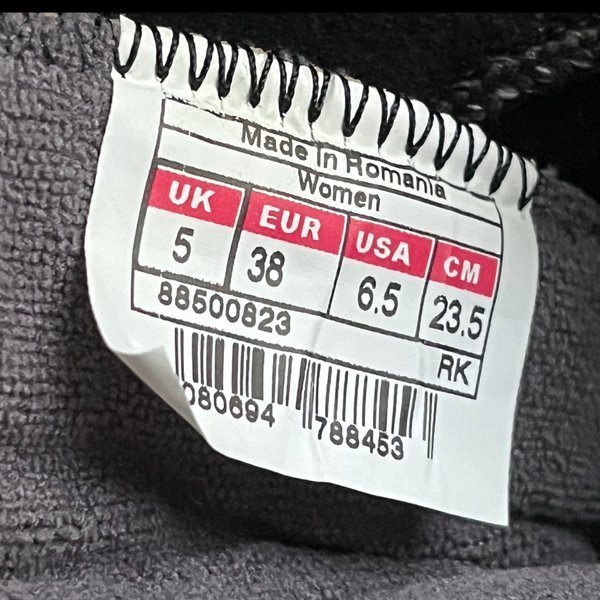 Made In Romania
Women
UK EUR USA CM
5 38 6.5 23.5
88500823 RK
080694 788453